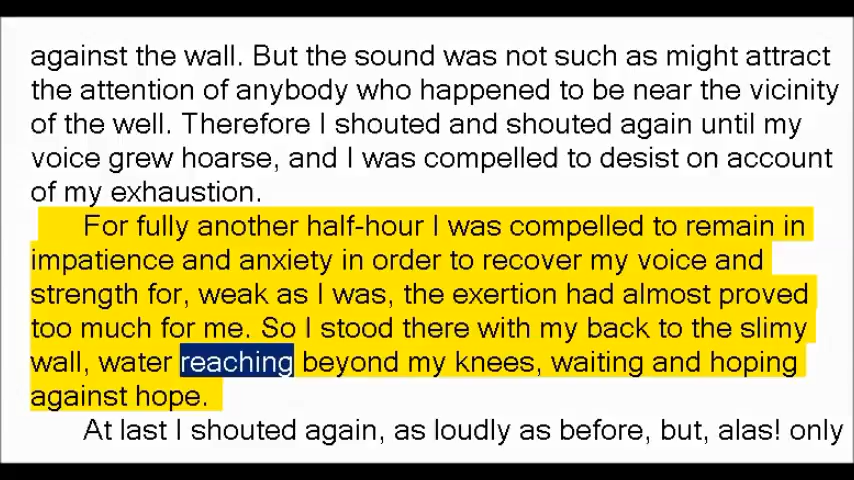 against the wall. But the sound was not such as might attract
the attention of anybody who happened to be near the vicinity
of the well. Therefore I shouted and shouted again until my
voice grew hoarse, and I was compelled to desist on account
of my exhaustion.
For fully another half-hour I was compelled to remain in
impatience and anxiety in order to recover my voice and
strength for, weak as I was, the exertion had almost proved
too much for me. So I stood there with my back to the slimy
wall, water reaching beyond my knees, waiting and hoping
against hope.
At last I shouted again, as loudly as before, but, alas! only